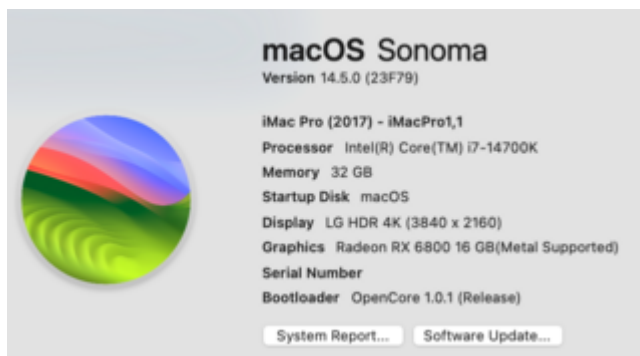 macOS Sonoma
Version 14.5.0 (23F79)
iMac Pro (2017) - iMacPro1,1
Processor Intel(R) Core(TM) i7-14700K
Memory 32 GB
Startup Disk macOS
Display LG HDR 4K (3840 x 2160)
Graphics Radeon RX 6800 16 GB(Metal Supported)
Serial Number
Bootloader OpenCore 1.0.1 (Release)
System Report... Software Update...